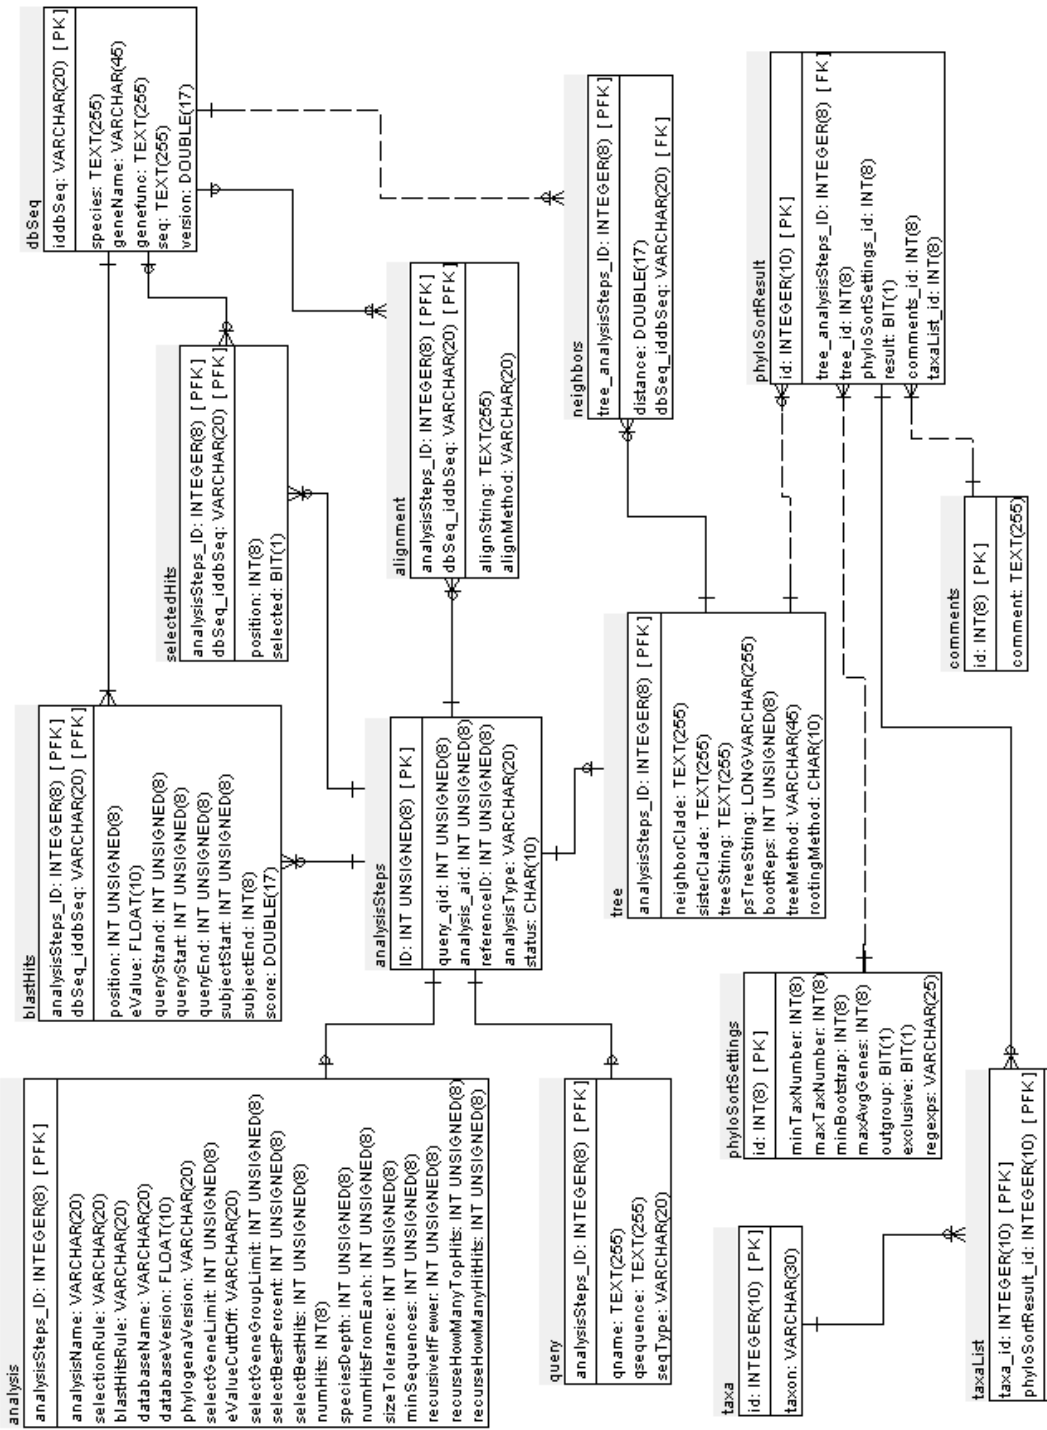 analysis
analysisSteps_ID: INTEGER(8) [PFK]
analysisName: VARCHAR(20)
selectionRule: VARCHAR(20)
blastHitsRule: VARCHAR(20)
databaseName: VARCHAR(20)
databaseVersion: FLOAT(10)
phylogenaVersion: VARCHAR(20)
selectGeneLimit: INT UNSIGNED(8)
eValueCuttOff: VARCHAR(20)
selectGeneGroupLimit: INT UNSIGNED(8)
selectBestPercent: INT UNSIGNED(8)
selectBestHits: INT UNSIGNED(8)
numHits: INT(8)
speciesDepth: INT UNSIGNED(8)
numHitsFromEach: INT UNSIGNED(8)
sizeTolerance: INT UNSIGNED(8)
minSequences: INT UNSIGNED(8)
recursiveIfFewer: INT UNSIGNED(8)
recurseHowManyTopHits: INT UNSIGNED(8)
recurseHowManyHitHits: INT UNSIGNED(8)
query
analysisSteps_ID: INTEGER(8) [PFK]
qname: TEXT(255)
qsequence: TEXT(255)
seqType: VARCHAR(20)
taxa
id: INTEGER(10) [PK]
taxon: VARCHAR(30)
taxaList
taxa_id: INTEGER(10) [PFK]
phyloSortResult_id: INTEGER(10) [PFK]
blastHits
analysisSteps_ID: INTEGER(8) [PFK]
dbSeq_iddbSeq: VARCHAR(20) [PFK]
position: INT UNSIGNED(8)
eValue: FLOAT(10)
queryStrand: INT UNSIGNED(8)
queryStart: INT UNSIGNED(8)
queryEnd: INT UNSIGNED(8)
subjectStart: INT UNSIGNED(8)
subjectEnd: INT(8)
score: DOUBLE(17)
analysisSteps
ID: INT UNSIGNED(8) [PK]
query_qid: INT UNSIGNED(8)
analysis_aid: INT UNSIGNED(8)
referenceID: INT UNSIGNED(8)
analysisType: VARCHAR(20)
status: CHAR(10)
tree
analysisSteps_ID: INTEGER(8) [PFK]
neighborClade: TEXT(255)
sisterClade: TEXT(255)
treeString: TEXT(255)
psTreeString: LONGVARCHAR(255)
bootReps: INT UNSIGNED(8)
treeMethod: VARCHAR(45)
rootingMethod: CHAR(10)
phyloSortSettings
id: INT(8) [PK]
minTaxNumber: INT(8)
maxTaxNumber: INT(8)
minBootstrap: INT(8)
maxAvgGenes: INT(8)
outgroup: BIT(1)
exclusive: BIT(1)
regexps: VARCHAR(25)
selectedHits
analysisSteps_ID: INTEGER(8) [PFK]
dbSeq_iddbSeq: VARCHAR(20) [PFK]
position: INT(8)
selected: BIT(1)
alignment
analysisSteps_ID: INTEGER(8) [PFK]
dbSeq_iddbSeq: VARCHAR(20) [PFK]
alignString: TEXT(255)
alignMethod: VARCHAR(20)
comments
id: INT(8) [PK]
comment: TEXT(255)
dbSeq
iddbSeq: VARCHAR(20) [PK]
species: TEXT(255)
geneName: VARCHAR(45)
genefunc: TEXT(255)
seq: TEXT(255)
version: DOUBLE(17)
neighbors
tree_analysisSteps_ID: INTEGER(8) [PFK]
distance: DOUBLE(17)
dbSeq_iddbSeq: VARCHAR(20) [FK]
phyloSortResult
id: INTEGER(10) [PK]
tree_analysisSteps_ID: INTEGER(8) [FK]
tree_id: INT(8)
phyloSortSettings_id: INT(8)
result: BIT(1)
comments_id: INT(8)
taxaList_id: INT(8)